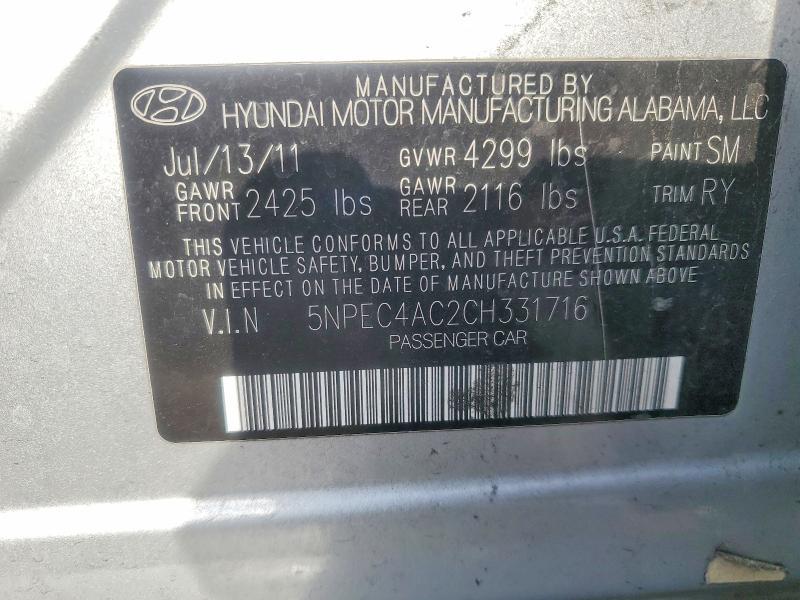 MANUFACTURED BY
HYUNDAI MOTOR MANUFACTURING ALABAMA, LLC
Jul/13/11 GVWR 4299 lbs PAINT SM
GAWR FRONT 2425 lbs GAWR REAR 2116 lbs TRIM RY
THIS VEHICLE CONFORMS TO ALL APPLICABLE U.S.A. FEDERAL
MOTOR VEHICLE SAFETY, BUMPER, AND THEFT PREVENTION STANDARDS
IN EFFECT ON THE DATE OF MANUFACTURE SHOWN ABOVE
V.I.N 5NPEC4AC2CH331716
PASSENGER CAR